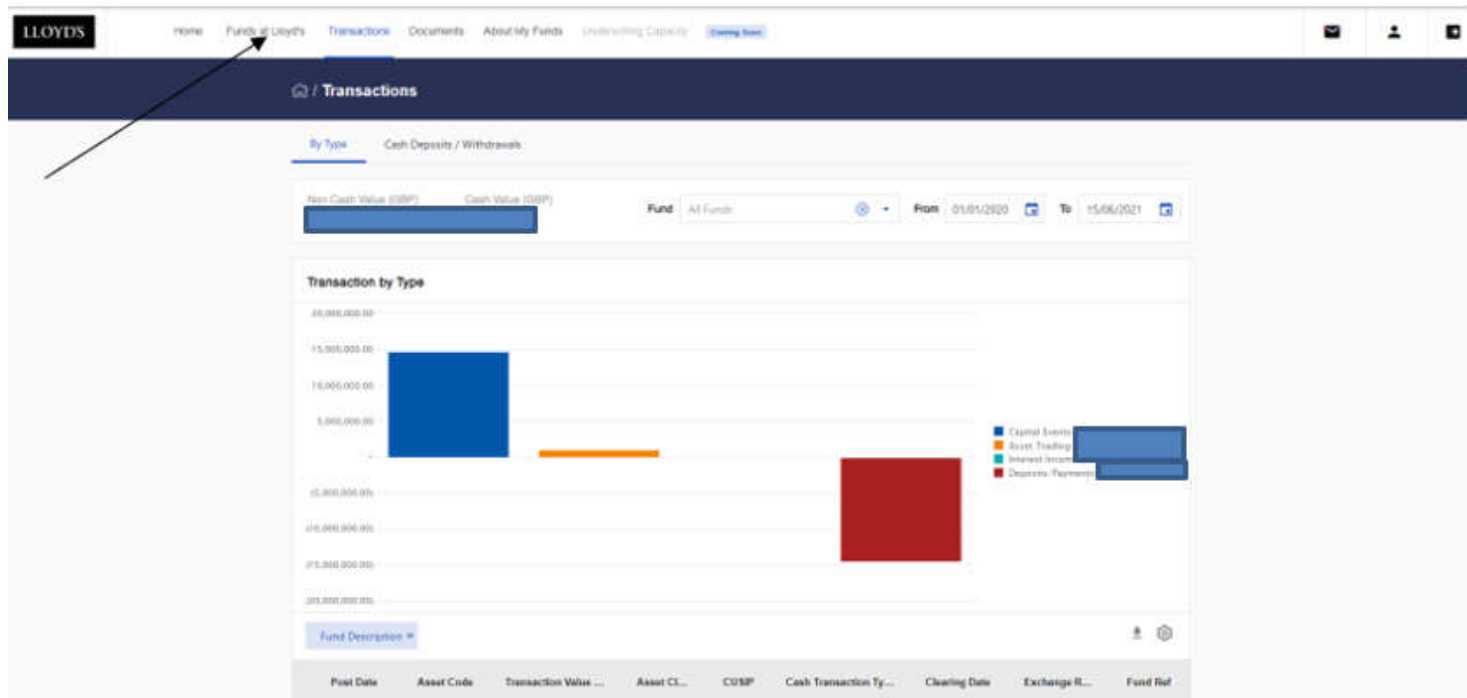 LLOYD'S Home Funds at Lloyd's Transactions Documents About My Funds Underwriting Capacity Coming Soon
/ Transactions
By Type Cash Deposits / Withdrawals
Non Cash Value (GBP) Cash Value (GBP)
Fund All Funds From 01/01/2020 To 15/06/2021
Transaction by Type
20,000,000.00
15,000,000.00
10,000,000.00
5,000,000.00
-
(5,000,000.00)
(10,000,000.00)
(15,000,000.00)
(20,000,000.00)
Capital Events
Asset Trading
Interest Income
Deposits/Payments
Fund Description
Post Date Asset Code Transaction Value ... Asset Cl... CUSIP Cash Transaction Ty... Clearing Date Exchange R... Fund Ref